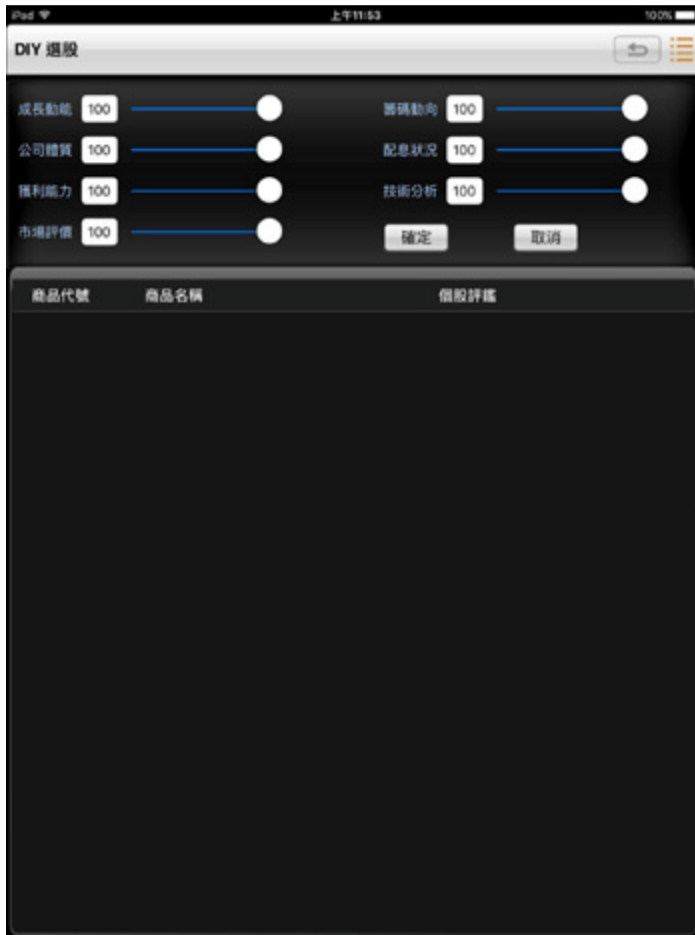 iPad 上午11:53 100%
DIY 選股
成長動能 100 籌碼動向 100
公司體質 100 配息狀況 100
獲利能力 100 技術分析 100
市場評價 100 確定 取消
商品代號 商品名稱 個股評鑑